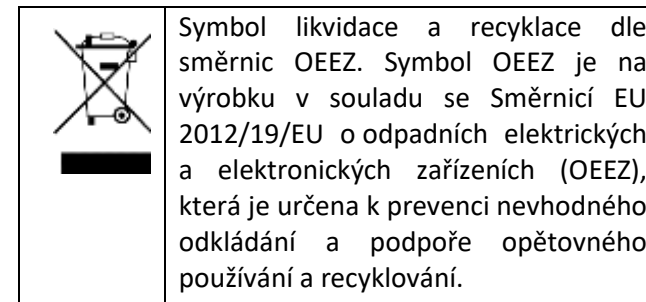 Symbol likvidace a recyklace dle
směrnic OEEZ. Symbol OEEZ je na
výrobku v souladu se Směrnicí EU
2012/19/EU o odpadních elektrických
a elektronických zařízeních (OEEZ),
která je určena k prevenci nevhodného
odkládání a podpoře opětovného
používání a recyklování.